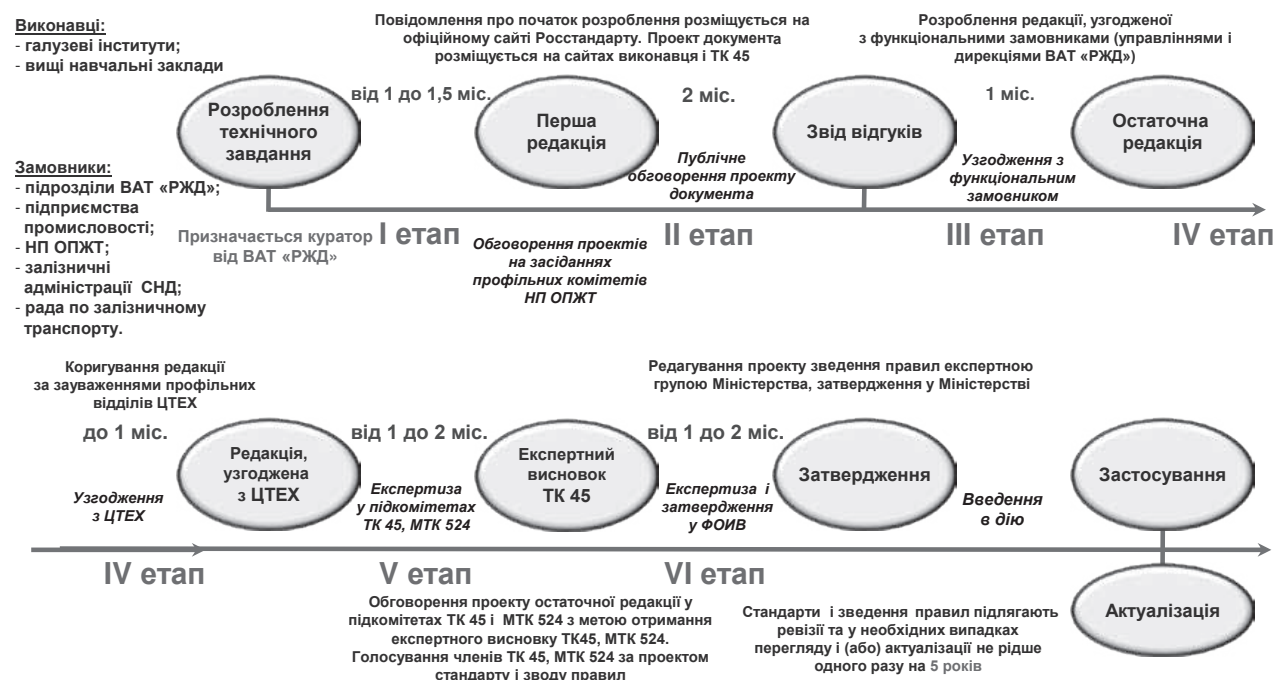 Виконавці:
- галузеві інститути;
- вищі навчальні заклади
Замовники:
- підрозділи ВАТ «РЖД»;
- підприємства
промисловості;
- НП ОПЖТ;
- залізничні
адміністрації СНД;
- рада по залізничному
транспорту.
Повідомлення про початок розроблення розміщується на
офіційному сайті Росстандарту. Проект документа
розміщується на сайтах виконавця і ТК 45
Розроблення редакції, узгодженої
з функціональними замовниками (управліннями і
дирекціями ВАТ «РЖД»)
Розроблення
технічного
завдання
від 1 до 1,5 міс.
Перша
редакція
2 міс.
Звід відгуків
1 міс.
Остаточна
редакція
Публічне
обговорення проекту
документа
Узгодження з
функціональним
замовником
Призначається куратор
від ВАТ «РЖД»
I етап
Обговорення проектів
на засіданнях
профільних комітетів
НП ОПЖТ
II етап
III етап
IV етап
Коригування редакції
за зауваженнями профільних
відділів ЦТЕХ
Редагування проекту зведення правил експертною
групою Міністерства, затвердження у Міністерстві
до 1 міс.
Редакція,
узгоджена
з ЦТЕХ
від 1 до 2 міс.
Експертний
висновок
ТК 45
від 1 до 2 міс.
Затвердження
Застосування
Узгодження
з ЦТЕХ
Експертиза
у підкомітетах
ТК 45, МТК 524
Експертиза і
затвердження
у ФОИВ
Введення
в дію
IV етап
V етап
VI етап
Обговорення проекту остаточної редакції у
підкомітетах ТК 45 і МТК 524 з метою отримання
експертного висновку ТК45, МТК 524.
Голосування членів ТК 45, МТК 524 за проектом
стандарту і зводу правил
Стандарти і зведення правил підлягають
ревізії та у необхідних випадках
перегляду і (або) актуалізації не рідше
одного разу на 5 років
Актуалізація